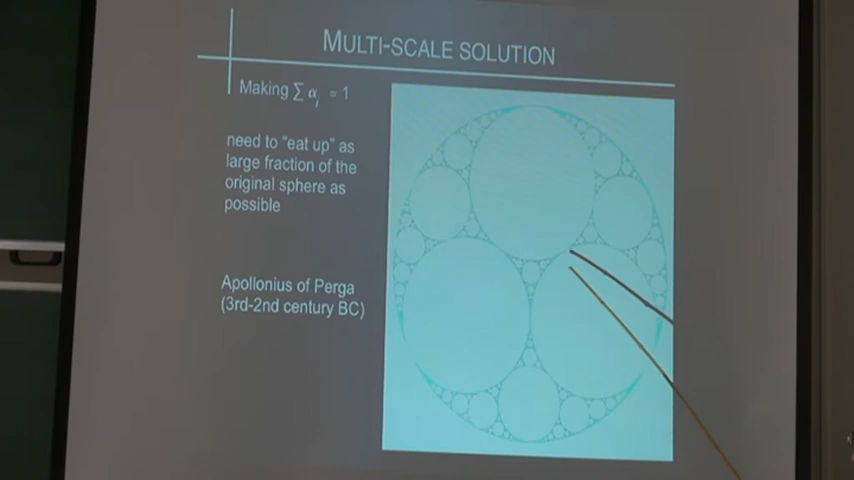 MULTI-SCALE SOLUTION
Making ∑ αⱼ ≃ 1
need to "eat up" as
large fraction of the
original sphere as
possible
Apollonius of Perga
(3rd-2nd century BC)